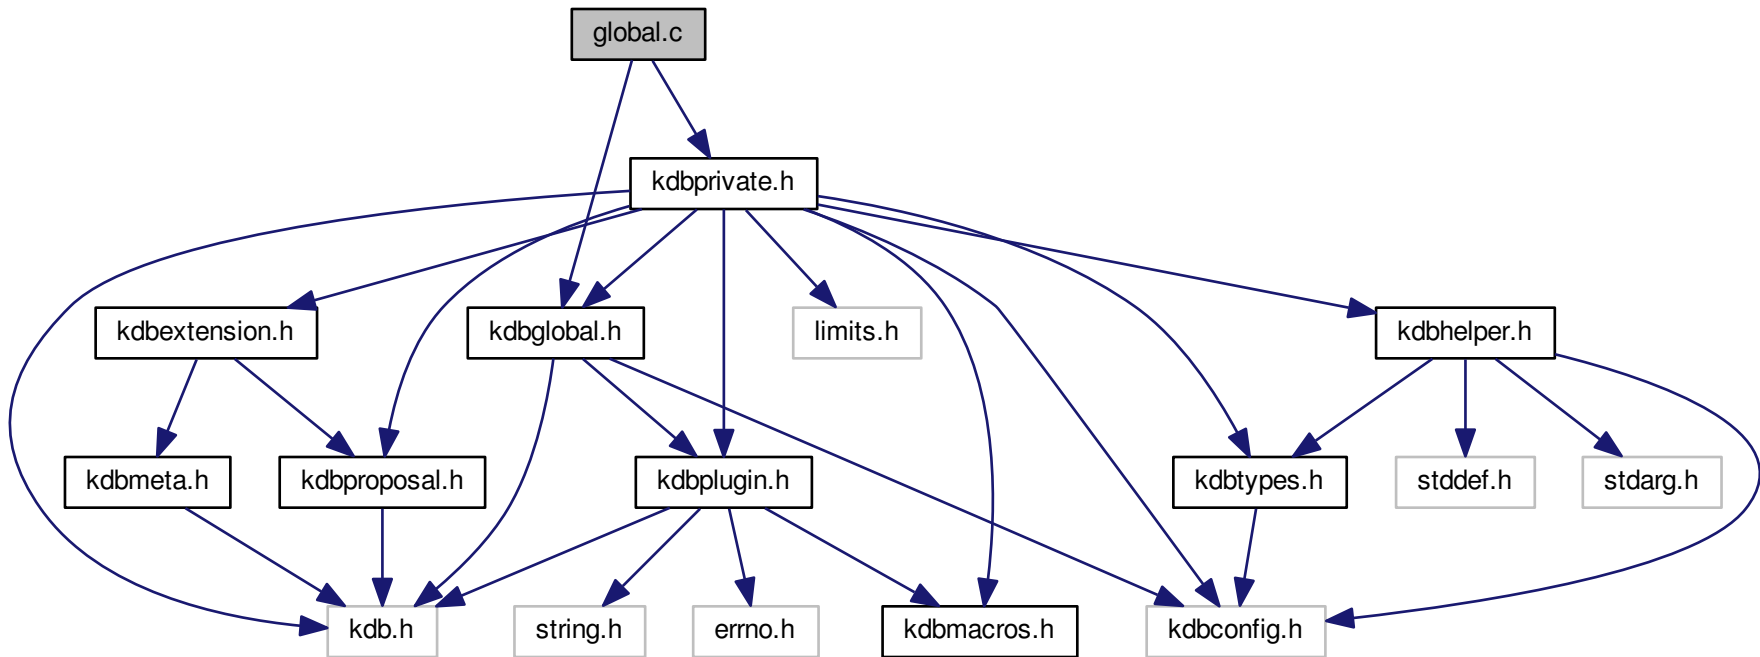 global.c
kdbprivate.h
kdbextension.h
kdbglobal.h
limits.h
kdbhelper.h
kdbmeta.h
kdbproposal.h
kdbplugin.h
kdbtypes.h
stddef.h
stdarg.h
kdb.h
string.h
errno.h
kdbmacros.h
kdbconfig.h